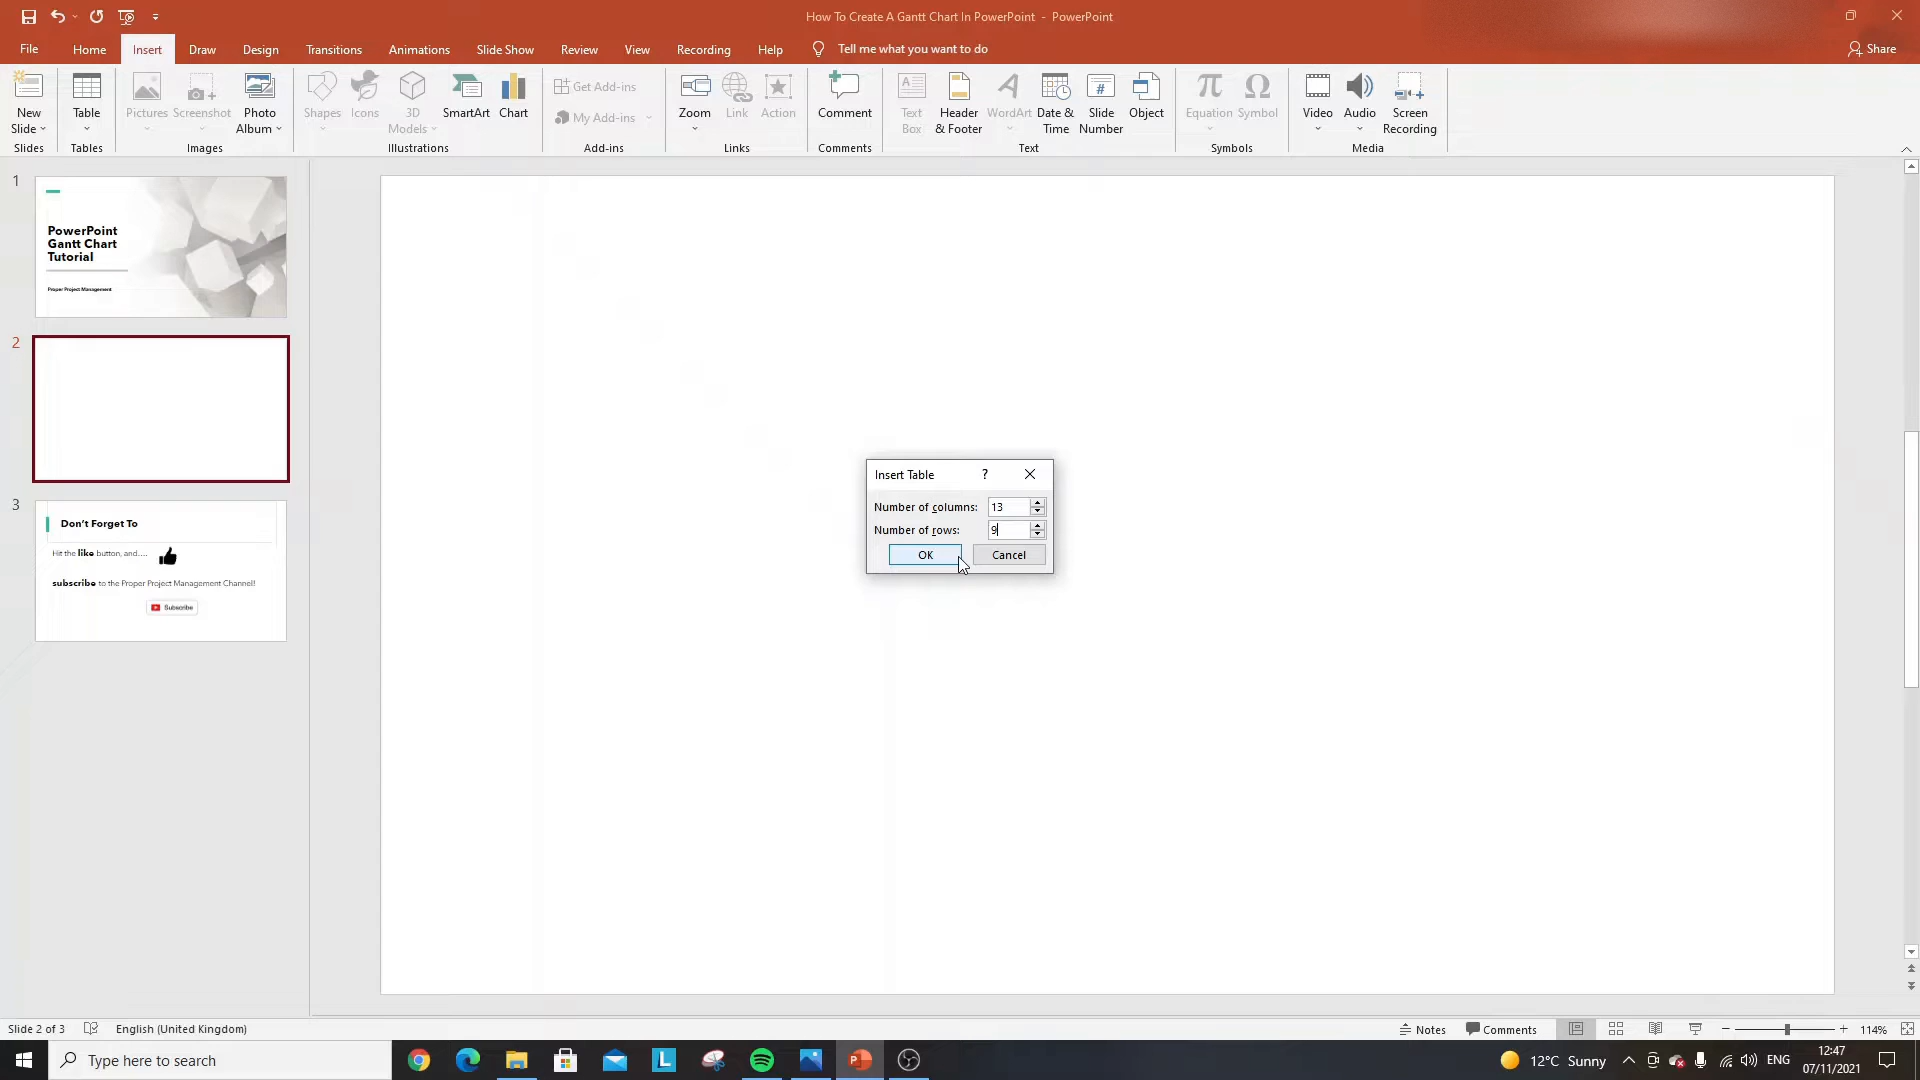 How To Create A Gantt Chart In PowerPoint - PowerPoint
File Home Insert Draw Design Transitions Animations Slide Show Review View Recording Help Tell me what you want to do Share
New Slide
Table
Pictures
Screenshot
Photo Album
Shapes
Icons
3D Models
SmartArt
Chart
Get Add-ins
My Add-ins
Zoom
Link
Action
Comment
Text Box
Header & Footer
WordArt
Date & Time
Slide Number
Object
Equation
Symbol
Video
Audio
Screen Recording
Slides Tables Images Illustrations Add-ins Links Comments Text Symbols Media
1
PowerPoint
Gantt Chart
Tutorial
Proper Project Management
2
3
Don't Forget To
Hit the like button, and....
subscribe to the Proper Project Management Channel!
Subscribe
Insert Table ?
Number of columns: 13
Number of rows: 9
OK Cancel
Slide 2 of 3 English (United Kingdom) Notes Comments 114%
Type here to search
L
12°C Sunny ENG
12:47
07/11/2021